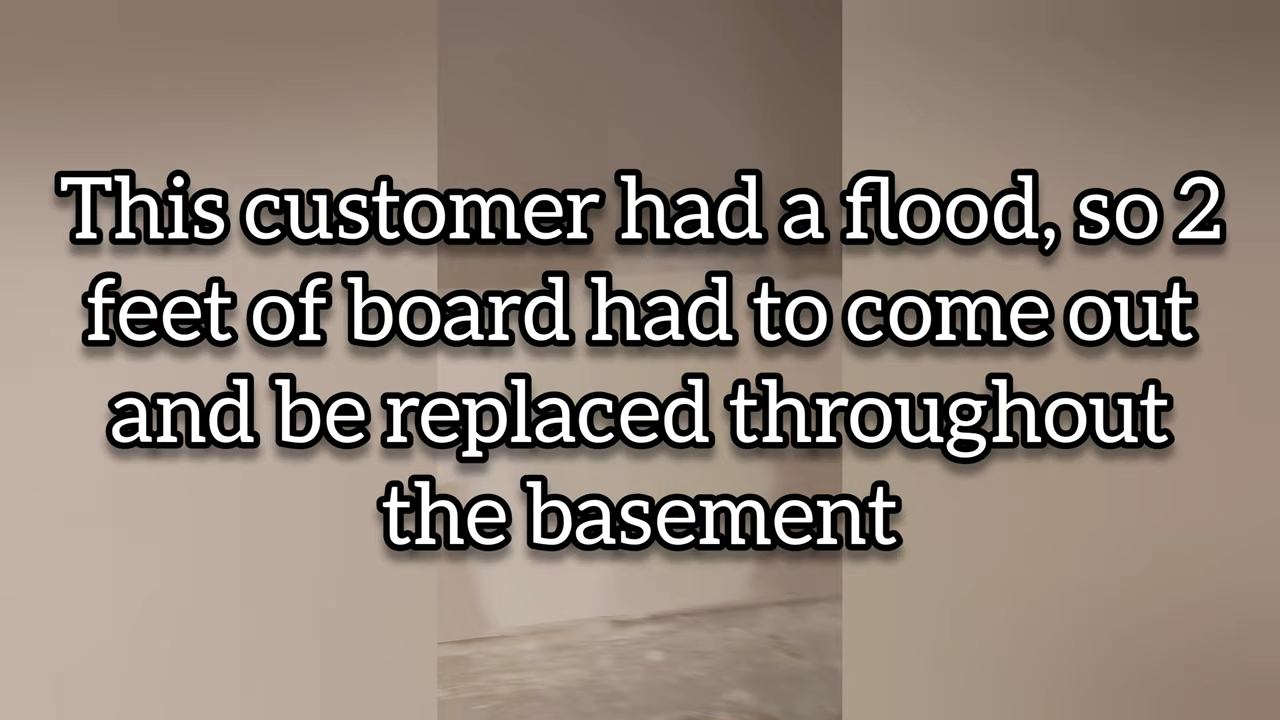 This customer had a flood, so 2
feet of board had to come out
and be replaced throughout
the basement